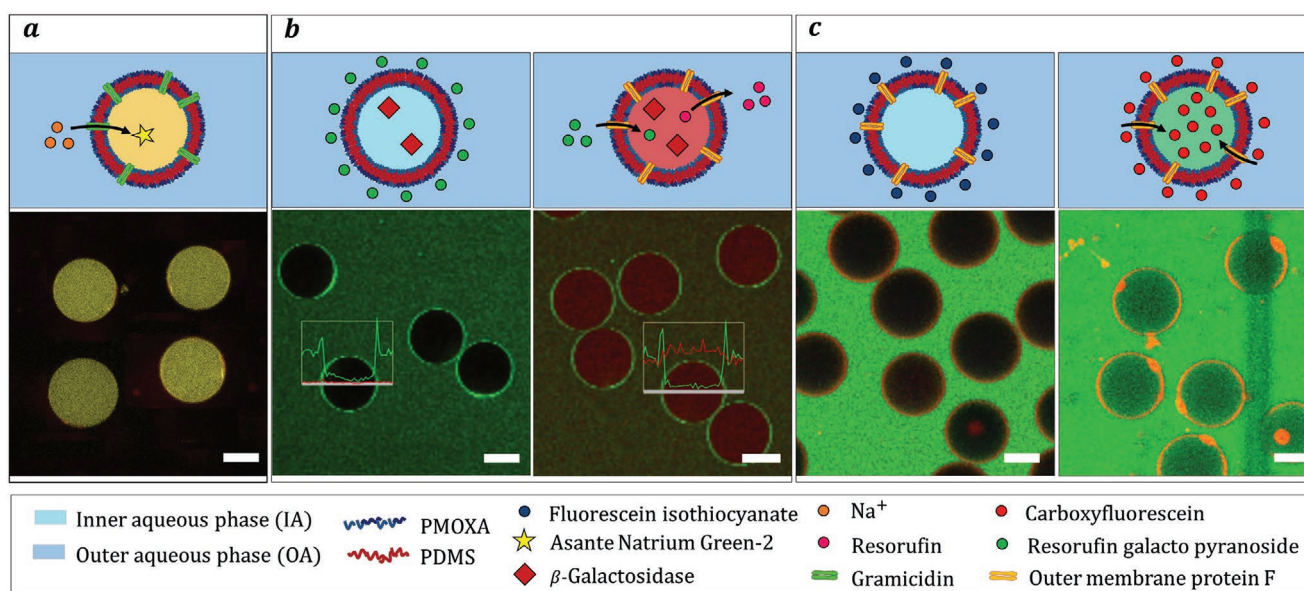 a
b
c
Inner aqueous phase (IA)
Outer aqueous phase (OA)
PMOXA
PDMS
Fluorescein isothiocyanate
Asante Natrium Green-2
β-Galactosidase
Na⁺
Resorufin
Gramicidin
Carboxyfluorescein
Resorufin galacto pyranoside
Outer membrane protein F